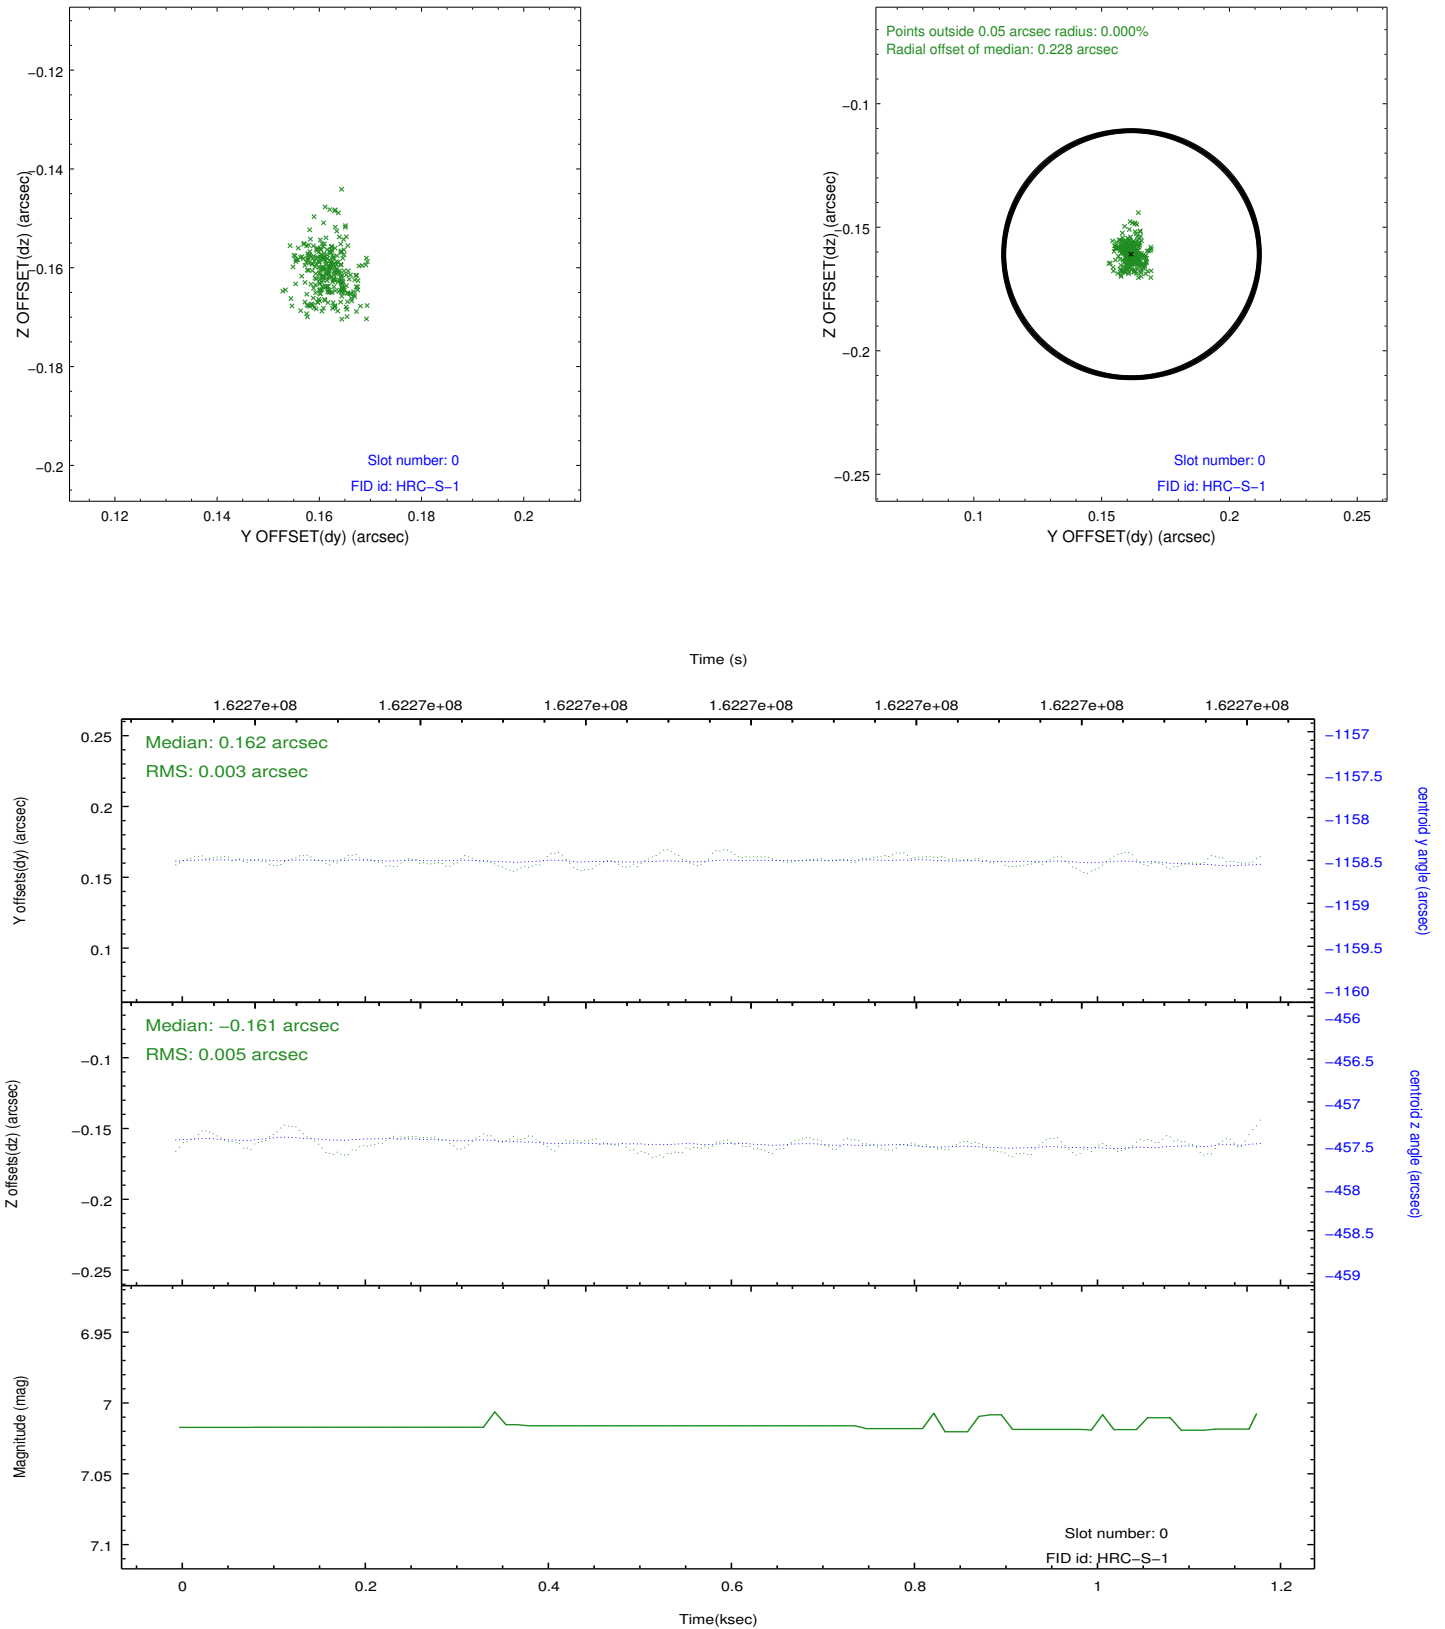 −0.12
−0.14
−0.16
−0.18
−0.2
Z OFFSET(dz) (arcsec)
Slot number: 0
FID id: HRC−S−1
0.12
0.14
0.16
0.18
0.2
Y OFFSET(dy) (arcsec)
Points outside 0.05 arcsec radius: 0.000%
Radial offset of median: 0.228 arcsec
−0.1
−0.15
−0.2
−0.25
Z OFFSET(dz) (arcsec)
Slot number: 0
FID id: HRC−S−1
0.1
0.15
0.2
0.25
Y OFFSET(dy) (arcsec)
Time (s)
1.6227e+08
1.6227e+08
1.6227e+08
1.6227e+08
1.6227e+08
1.6227e+08
1.6227e+08
Median: 0.162 arcsec
RMS: 0.003 arcsec
0.25
0.2
0.15
0.1
Y offsets(dy) (arcsec)
−1157
−1157.5
−1158
−1158.5
−1159
−1159.5
−1160
centroid y angle (arcsec)
Median: −0.161 arcsec
RMS: 0.005 arcsec
−0.1
−0.15
−0.2
−0.25
Z offsets(dz) (arcsec)
−456
−456.5
−457
−457.5
−458
−458.5
−459
centroid z angle (arcsec)
6.95
7
7.05
7.1
Magnitude (mag)
Slot number: 0
FID id: HRC−S−1
0
0.2
0.4
0.6
0.8
1
1.2
Time(ksec)